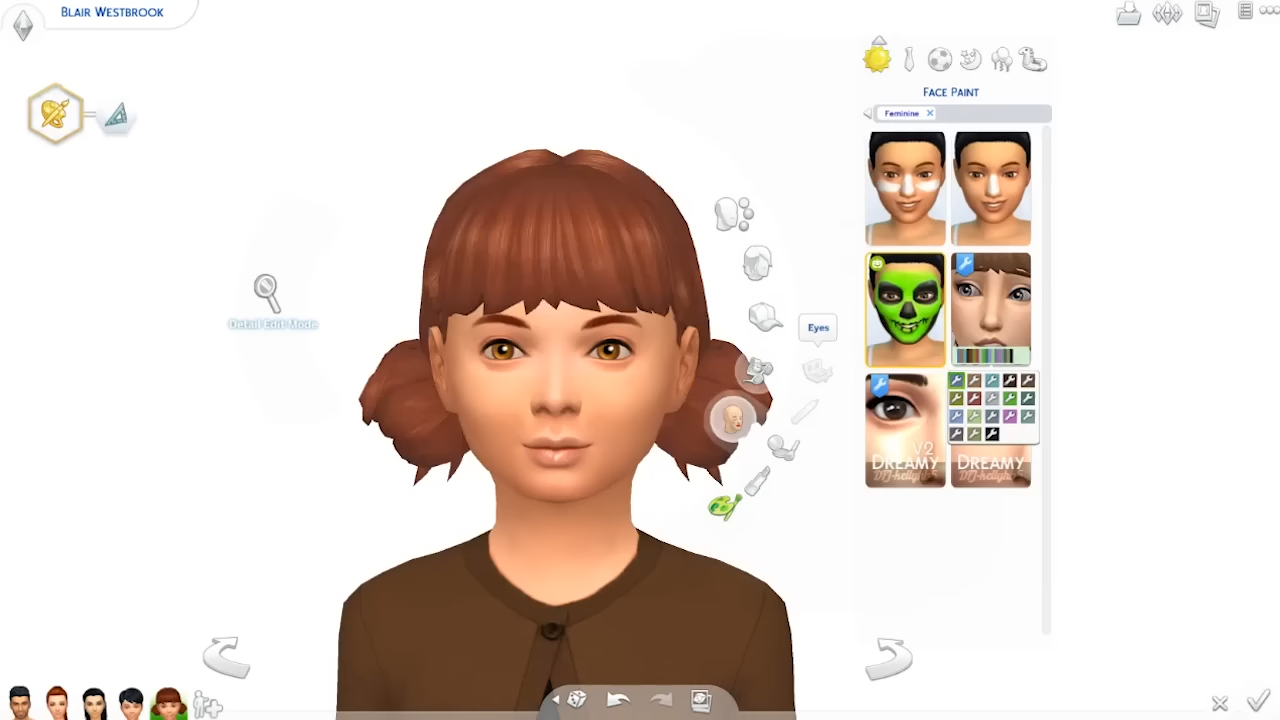 BLAIR WESTBROOK
FACE PAINT
Feminine
Eyes
Detail Edit Mode
V2
DREAMY
DREAMY